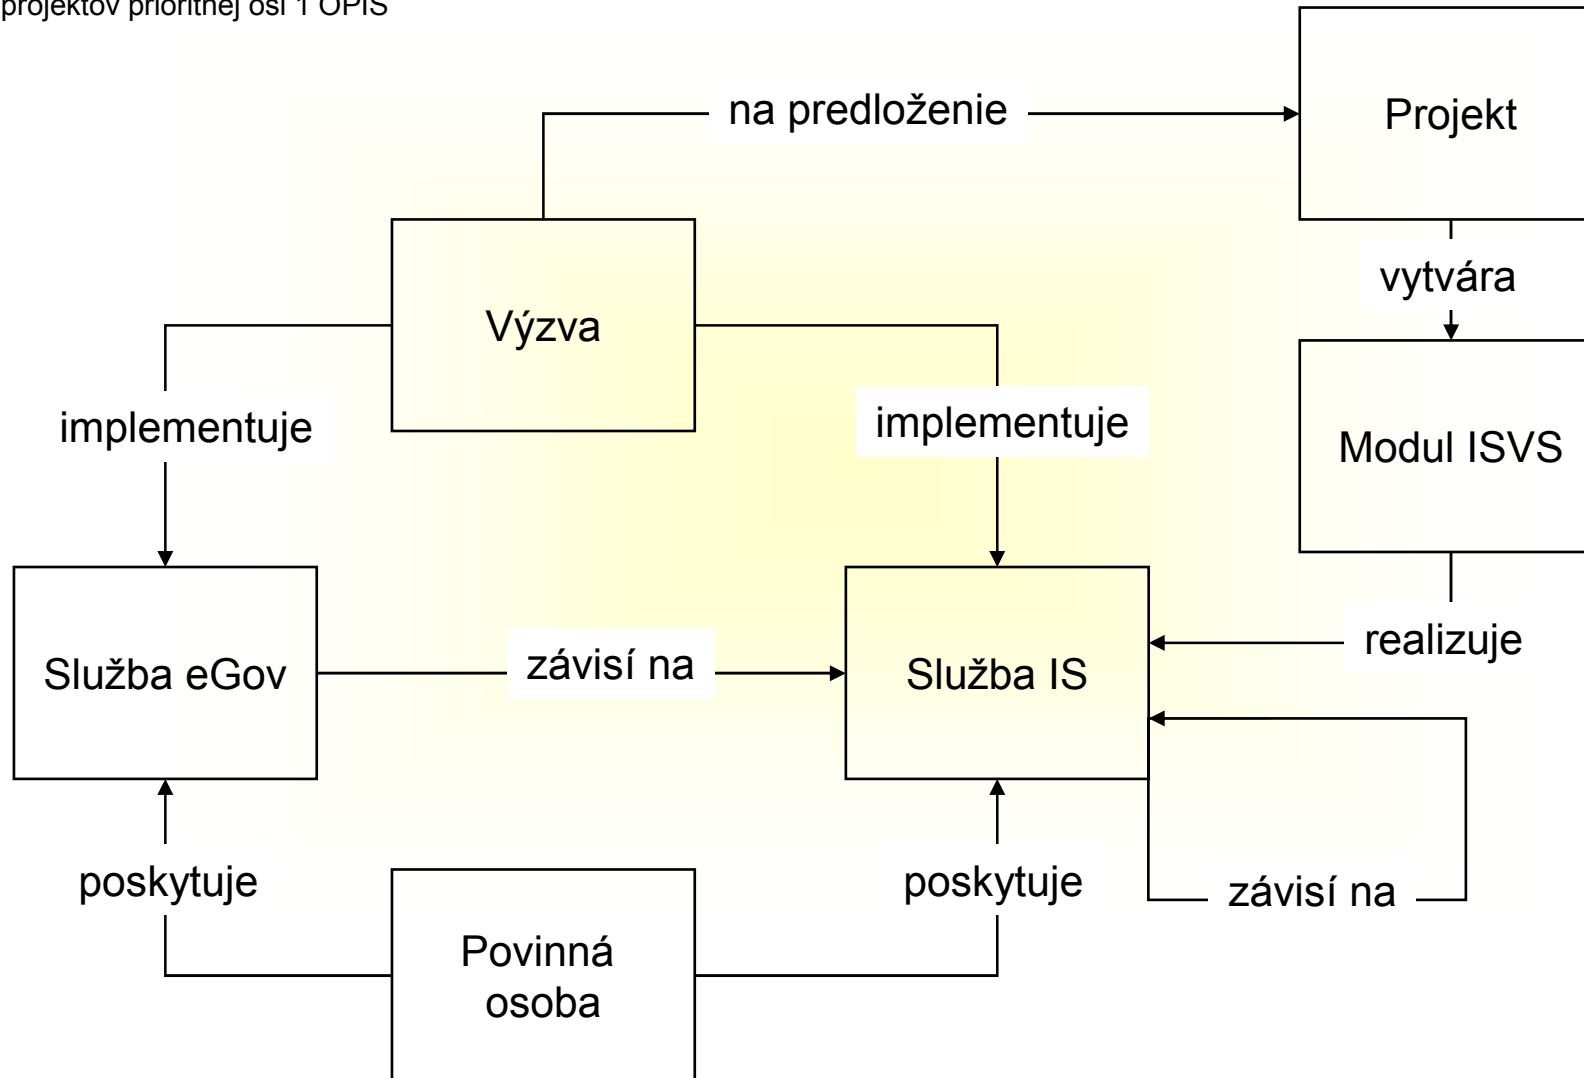 projektov prioritnej osi 1 OPIS
na predloženie
Projekt
vytvára
Výzva
implementuje
implementuje
Modul ISVS
realizuje
Služba eGov
závisí na
Služba IS
poskytuje
poskytuje
závisí na
Povinná
osoba